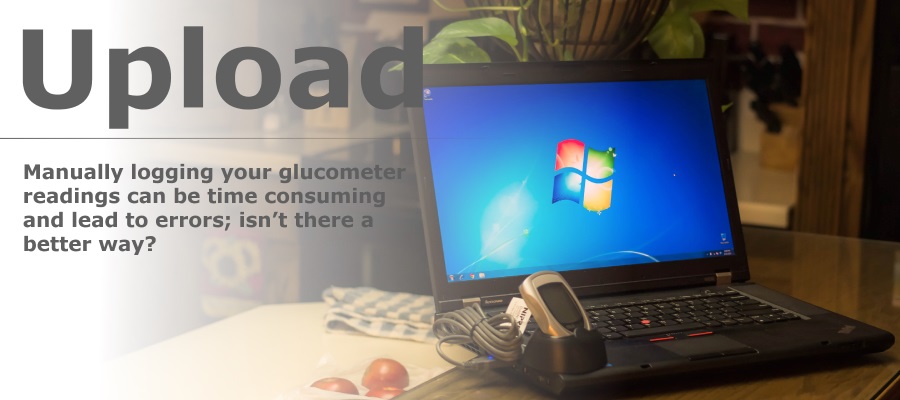 Upload
Manually logging your glucometer
readings can be time consuming
and lead to errors; isn’t there a
better way?